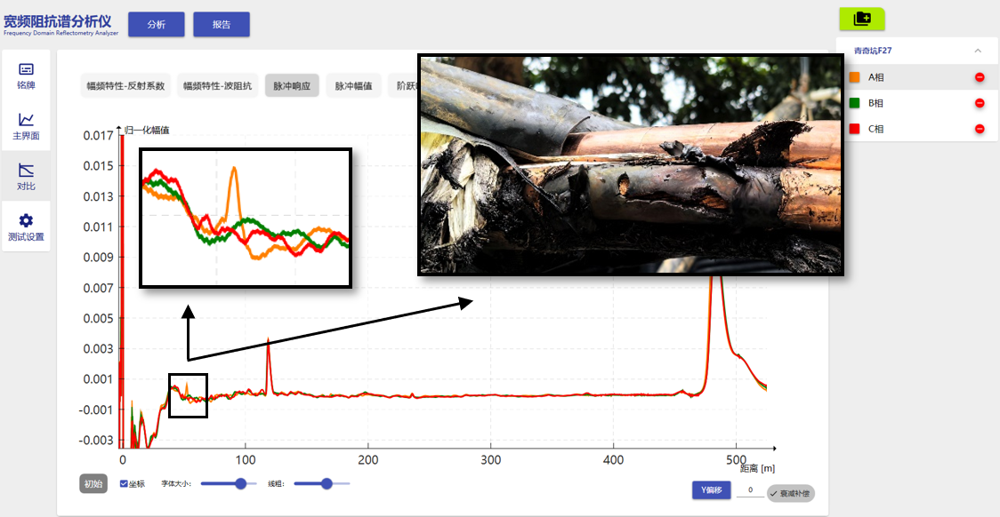 宽频阻抗谱分析仪
Frequency Domain Reflectometry Analyzer
分析
报告
铭牌
主界面
对比
测试设置
幅频特性-反射系数
幅频特性-波阻抗
脉冲响应
脉冲幅值
阶跃
归一化幅值
0.017
0.015
0.013
0.011
0.009
0.007
0.005
0.003
0.001
-0.001
-0.003
0
100
200
300
400
500
距离 [m]
初始
坐标
字体大小:
线粗:
Y偏移
0
衰减补偿
青奇坑F27
A相
B相
C相